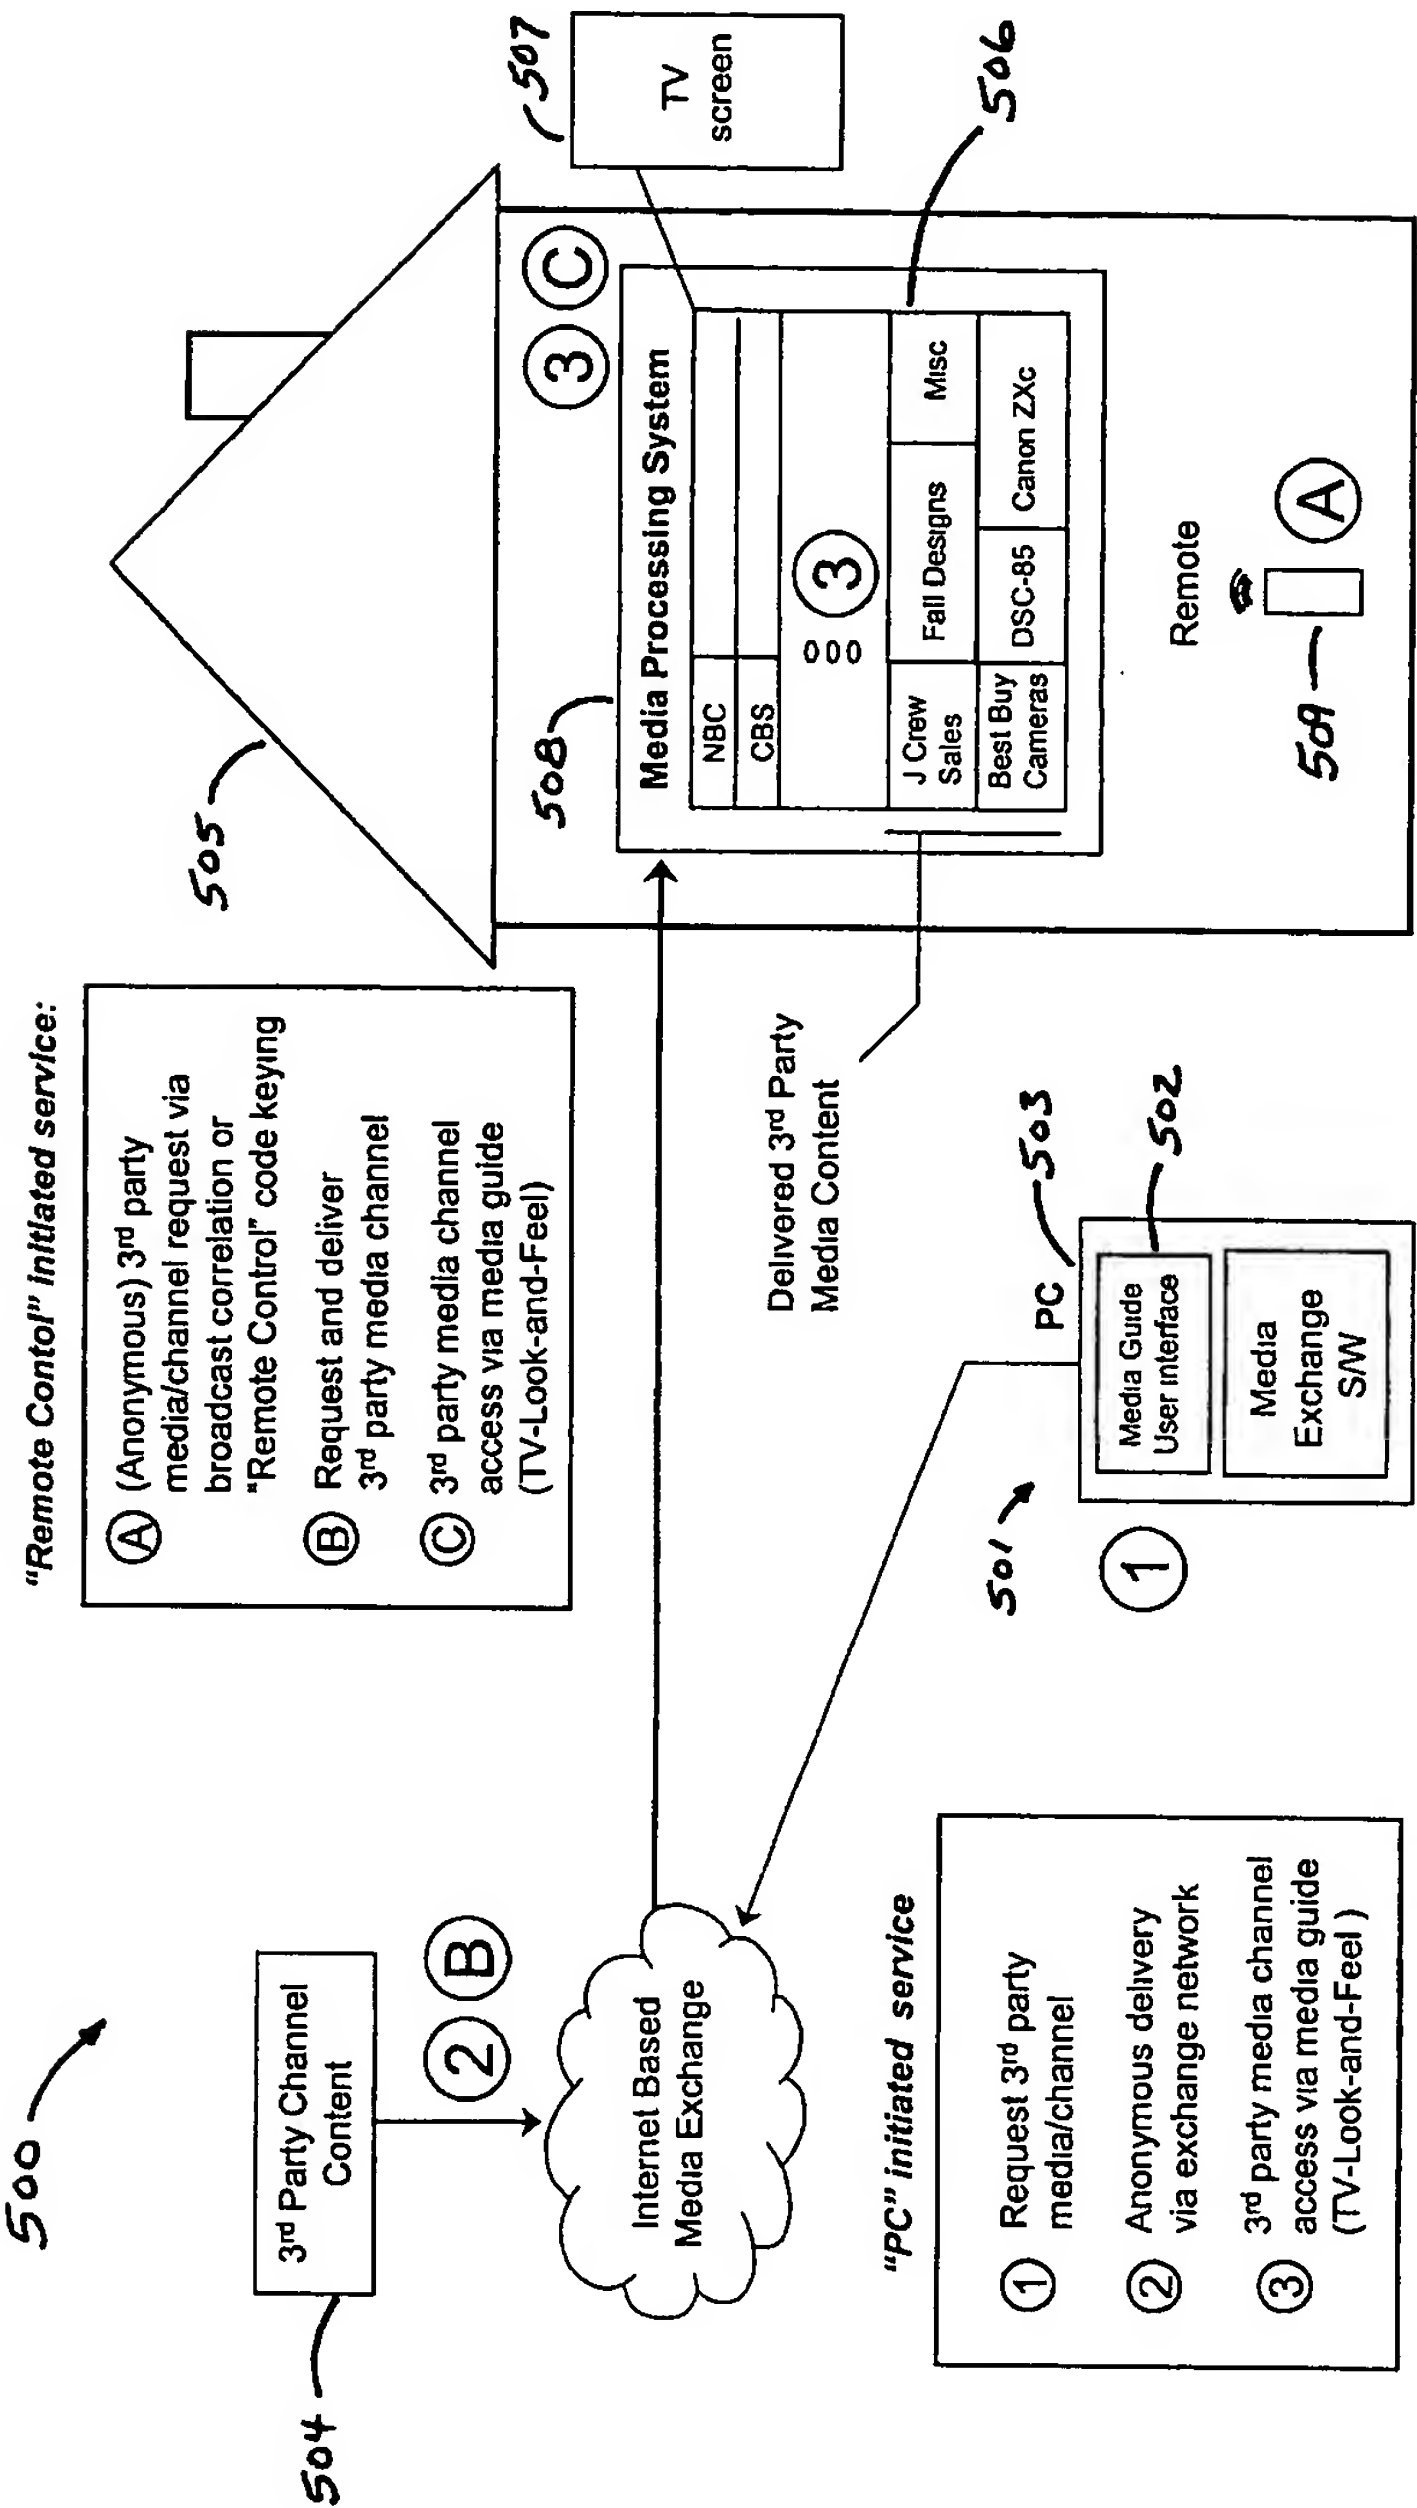 500
504
3rd Party Channel
Content
2 B
Internet Based
Media Exchange
"PC" initiated service
1 Request 3rd party
media/channel
2 Anonymous delivery
via exchange network
3 3rd party media channel
access via media guide
(TV-Look-and-Feel )
"Remote Contol" initiated service:
A (Anonymous) 3rd party
media/channel request via
broadcast correlation or
"Remote Control" code keying
B Request and deliver
3rd party media channel
C 3rd party media channel
access via media guide
(TV-Look-and-Feel)
Delivered 3rd Party
Media Content
501
1
PC
503
Media Guide
User Interface
502
Media
Exchange
S/W
505
3 C
508
Media Processing System
NBC
CBS
000
3
J Crew
Sales
Fall Designs
Misc
Best Buy
Cameras
DSC-85
Canon ZXc
506
507
TV
screen
Remote
509
A